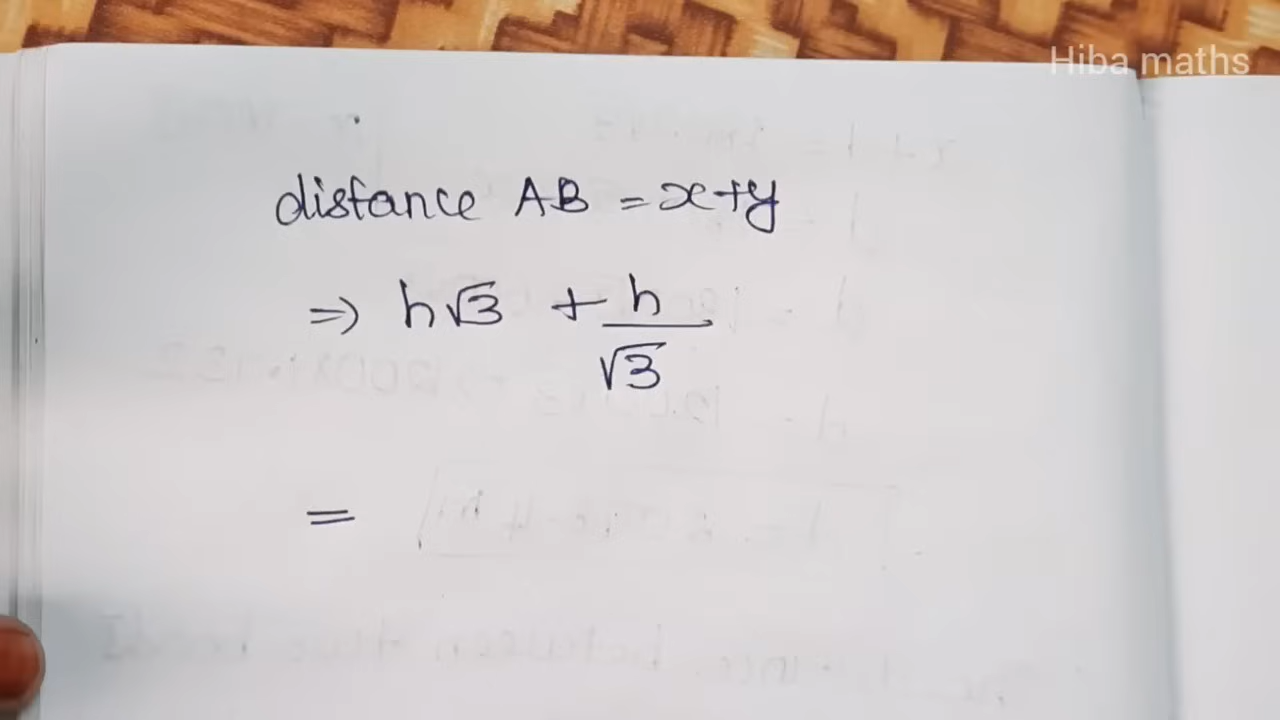 Hiba maths
distance AB = x+y
⇒ h√3 + h/√3
=